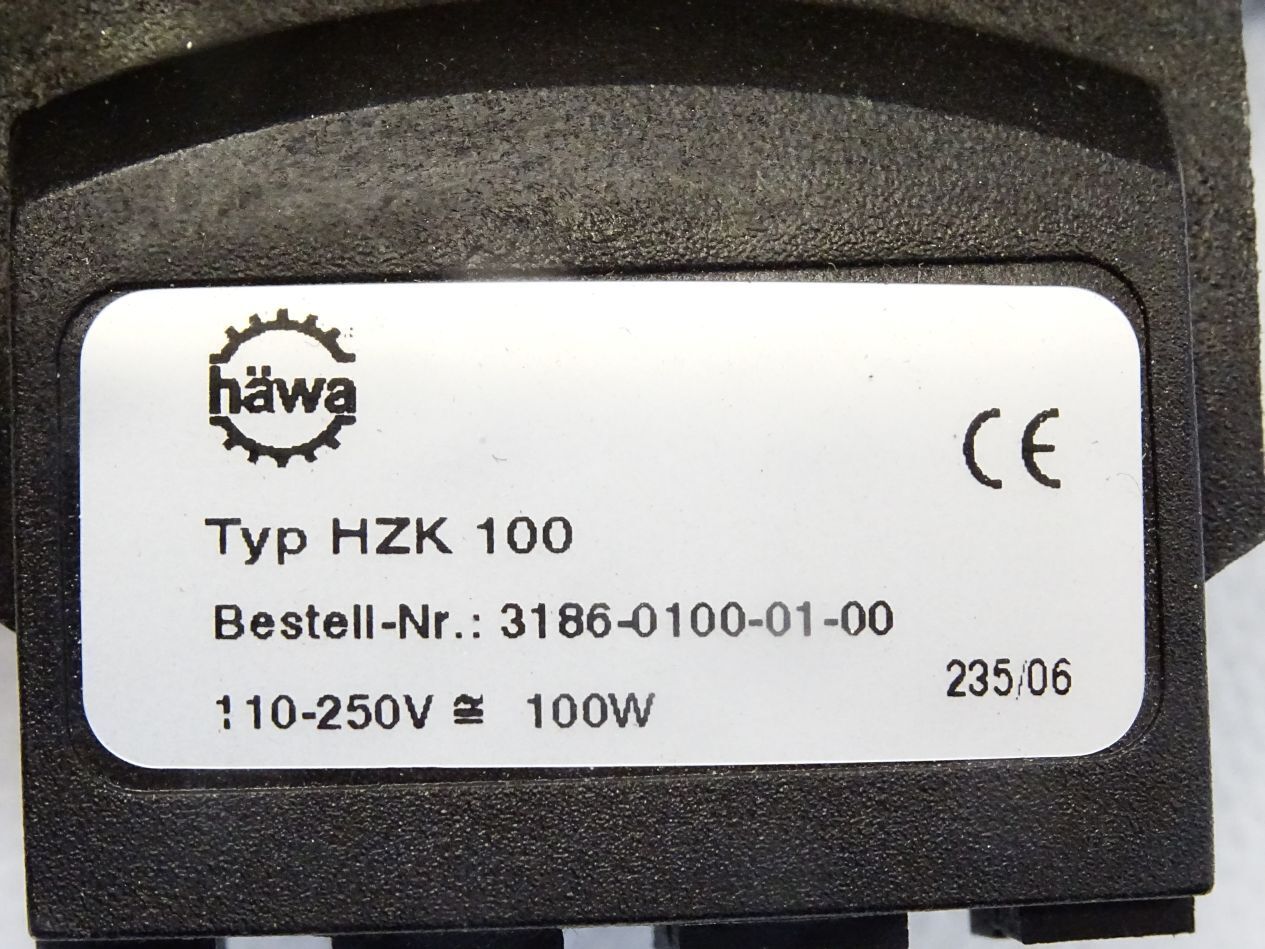 häwa
CE
Typ HZK 100
Bestell-Nr.: 3186-0100-01-00
235/06
110-250V ≅ 100W